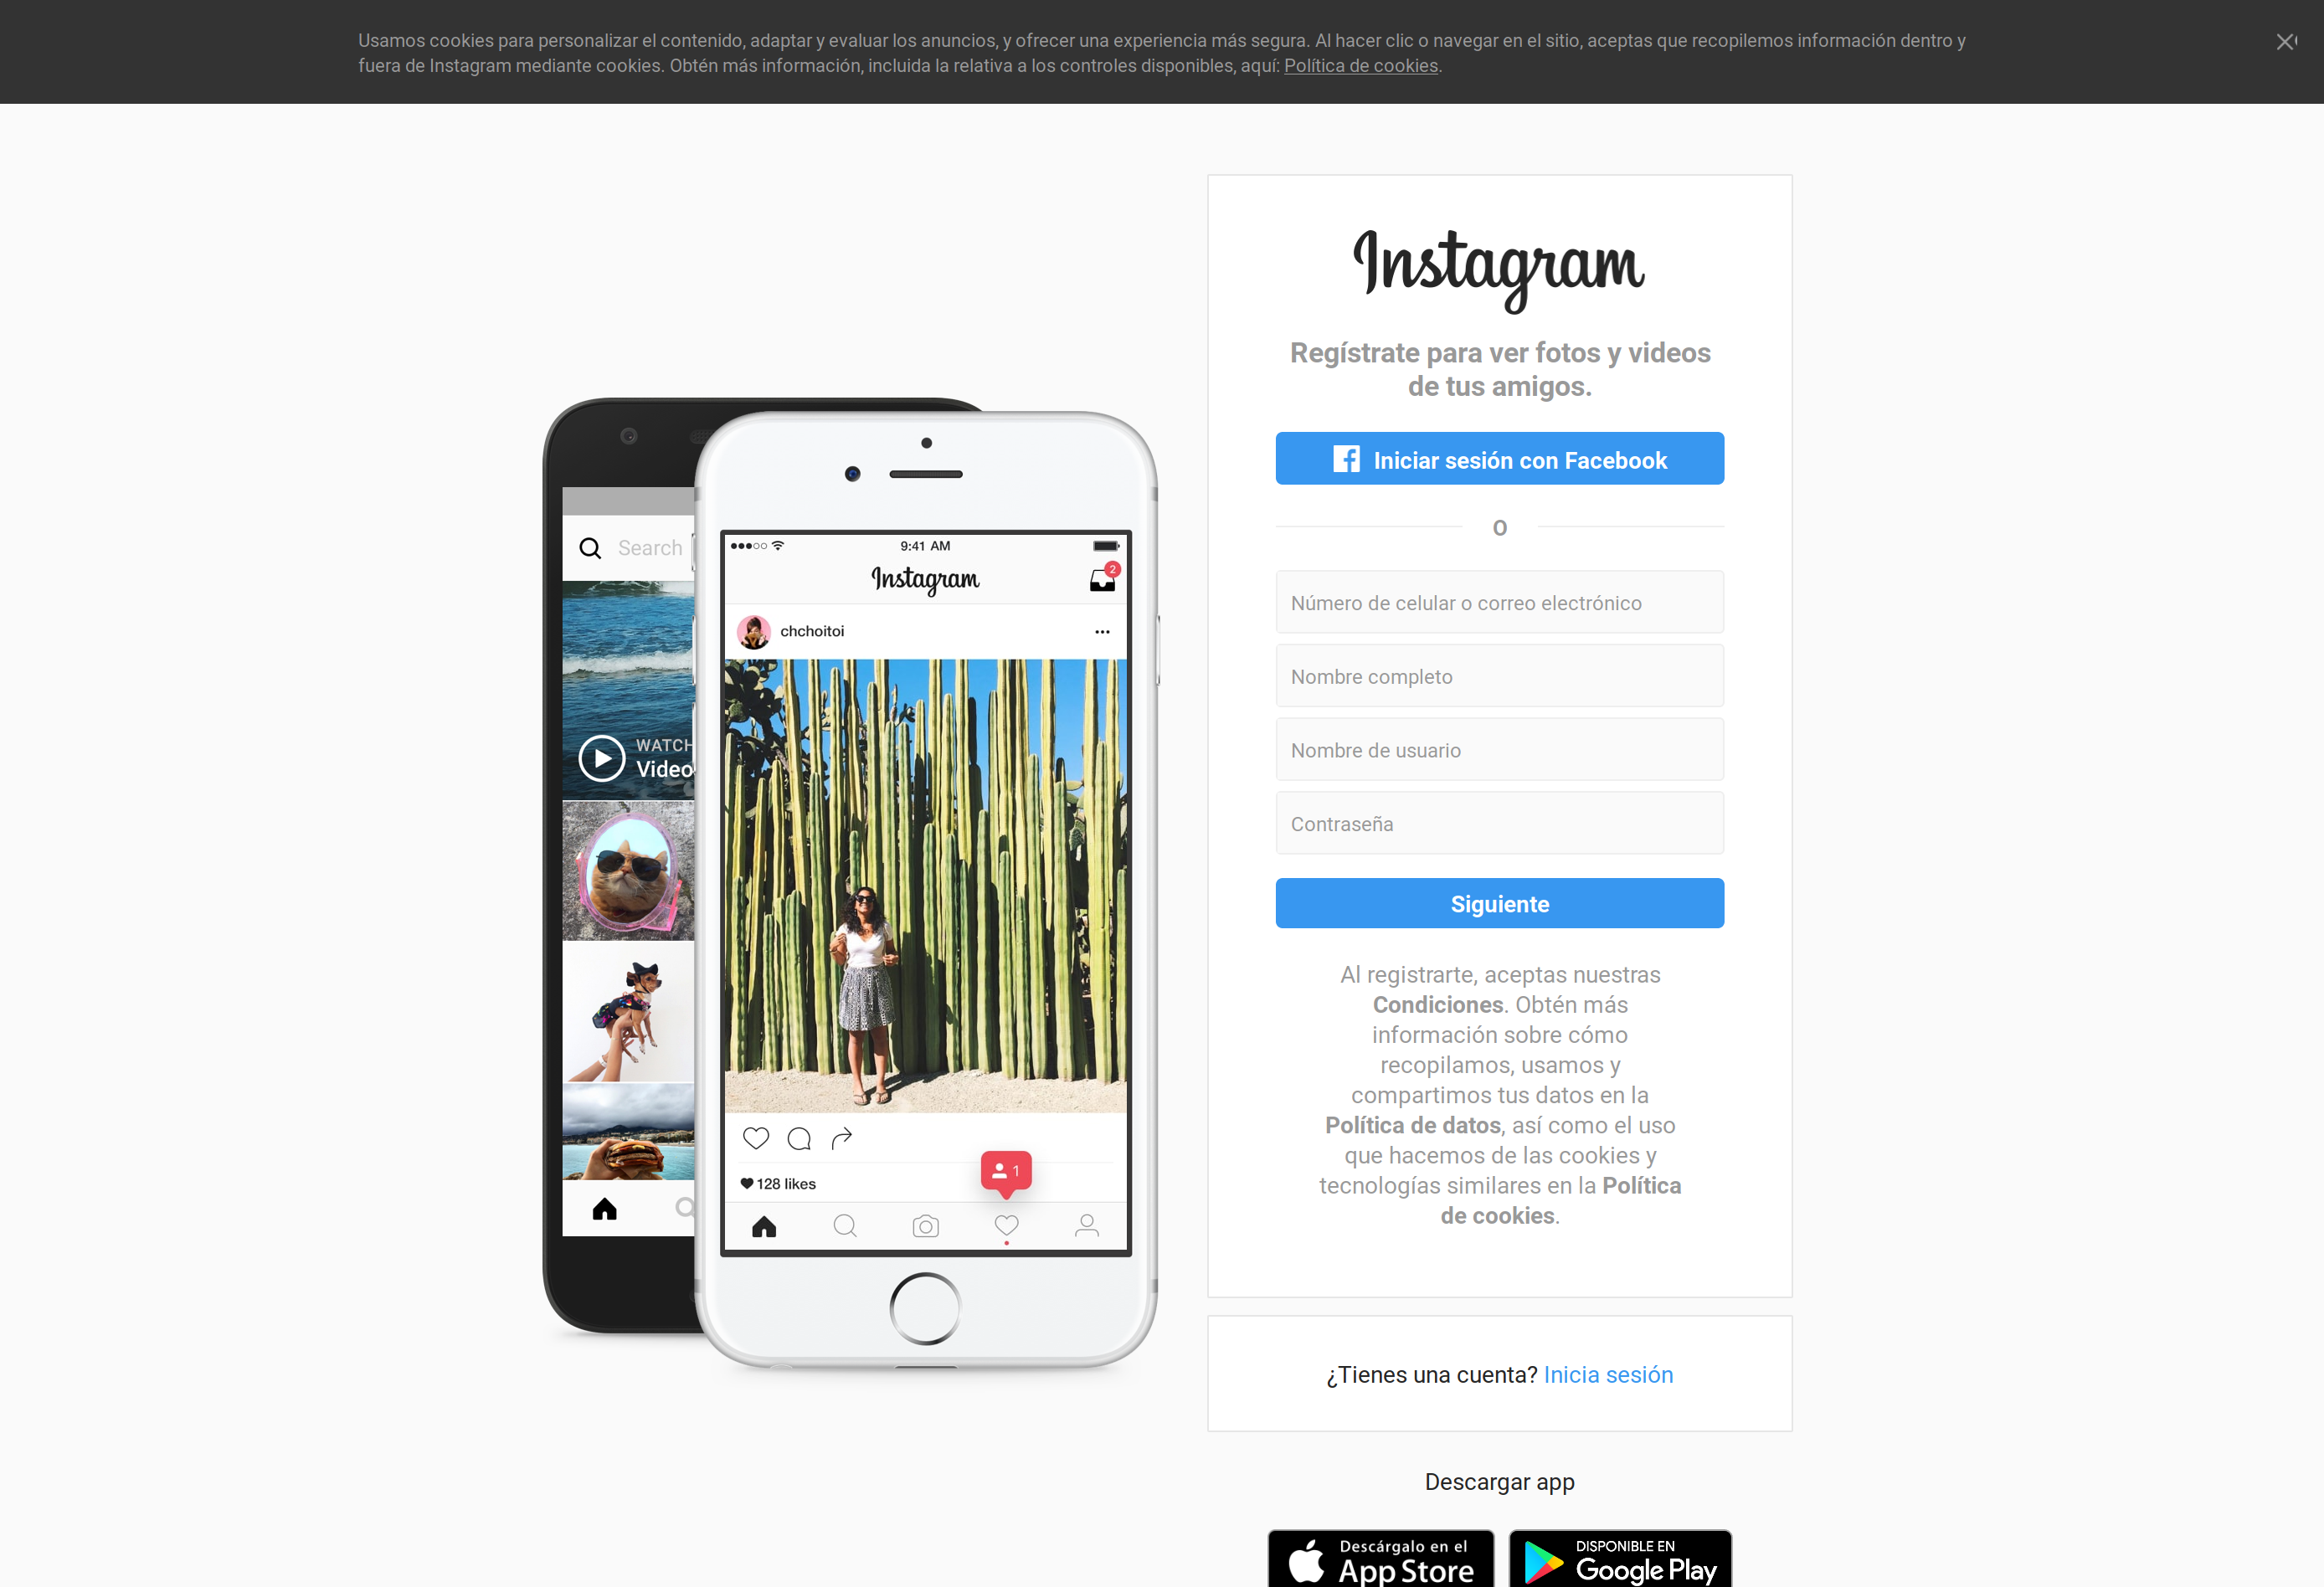 Usamos cookies para personalizar el contenido, adaptar y evaluar los anuncios, y ofrecer una experiencia más segura. Al hacer clic o navegar en el sitio, aceptas que recopilemos información dentro y
fuera de Instagram mediante cookies. Obtén más información, incluida la relativa a los controles disponibles, aquí: Política de cookies.
Search
WATCH
Video
9:41 AM
Instagram
2
chchoitoi
128 likes
1
Instagram
Regístrate para ver fotos y videos
de tus amigos.
Iniciar sesión con Facebook
O
Número de celular o correo electrónico
Nombre completo
Nombre de usuario
Contraseña
Siguiente
Al registrarte, aceptas nuestras
Condiciones. Obtén más
información sobre cómo
recopilamos, usamos y
compartimos tus datos en la
Política de datos, así como el uso
que hacemos de las cookies y
tecnologías similares en la Política
de cookies.
¿Tienes una cuenta? Inicia sesión
Descargar app
Descárgalo en el
App Store
DISPONIBLE EN
Google Play